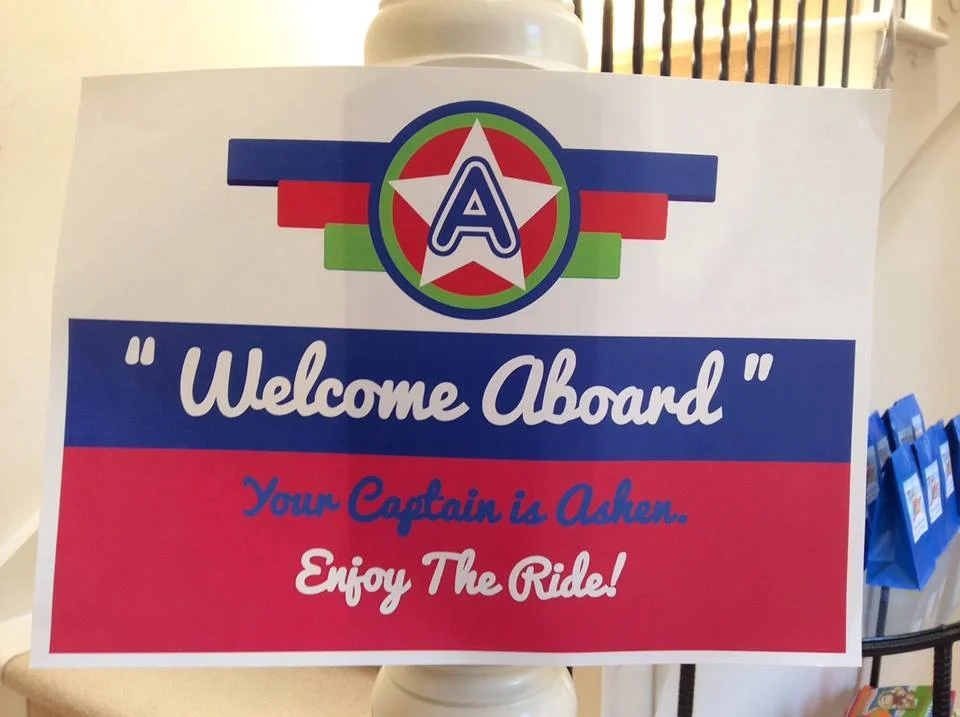 A
" Welcome Aboard "
Your Captain is Ashen.
Enjoy The Ride!